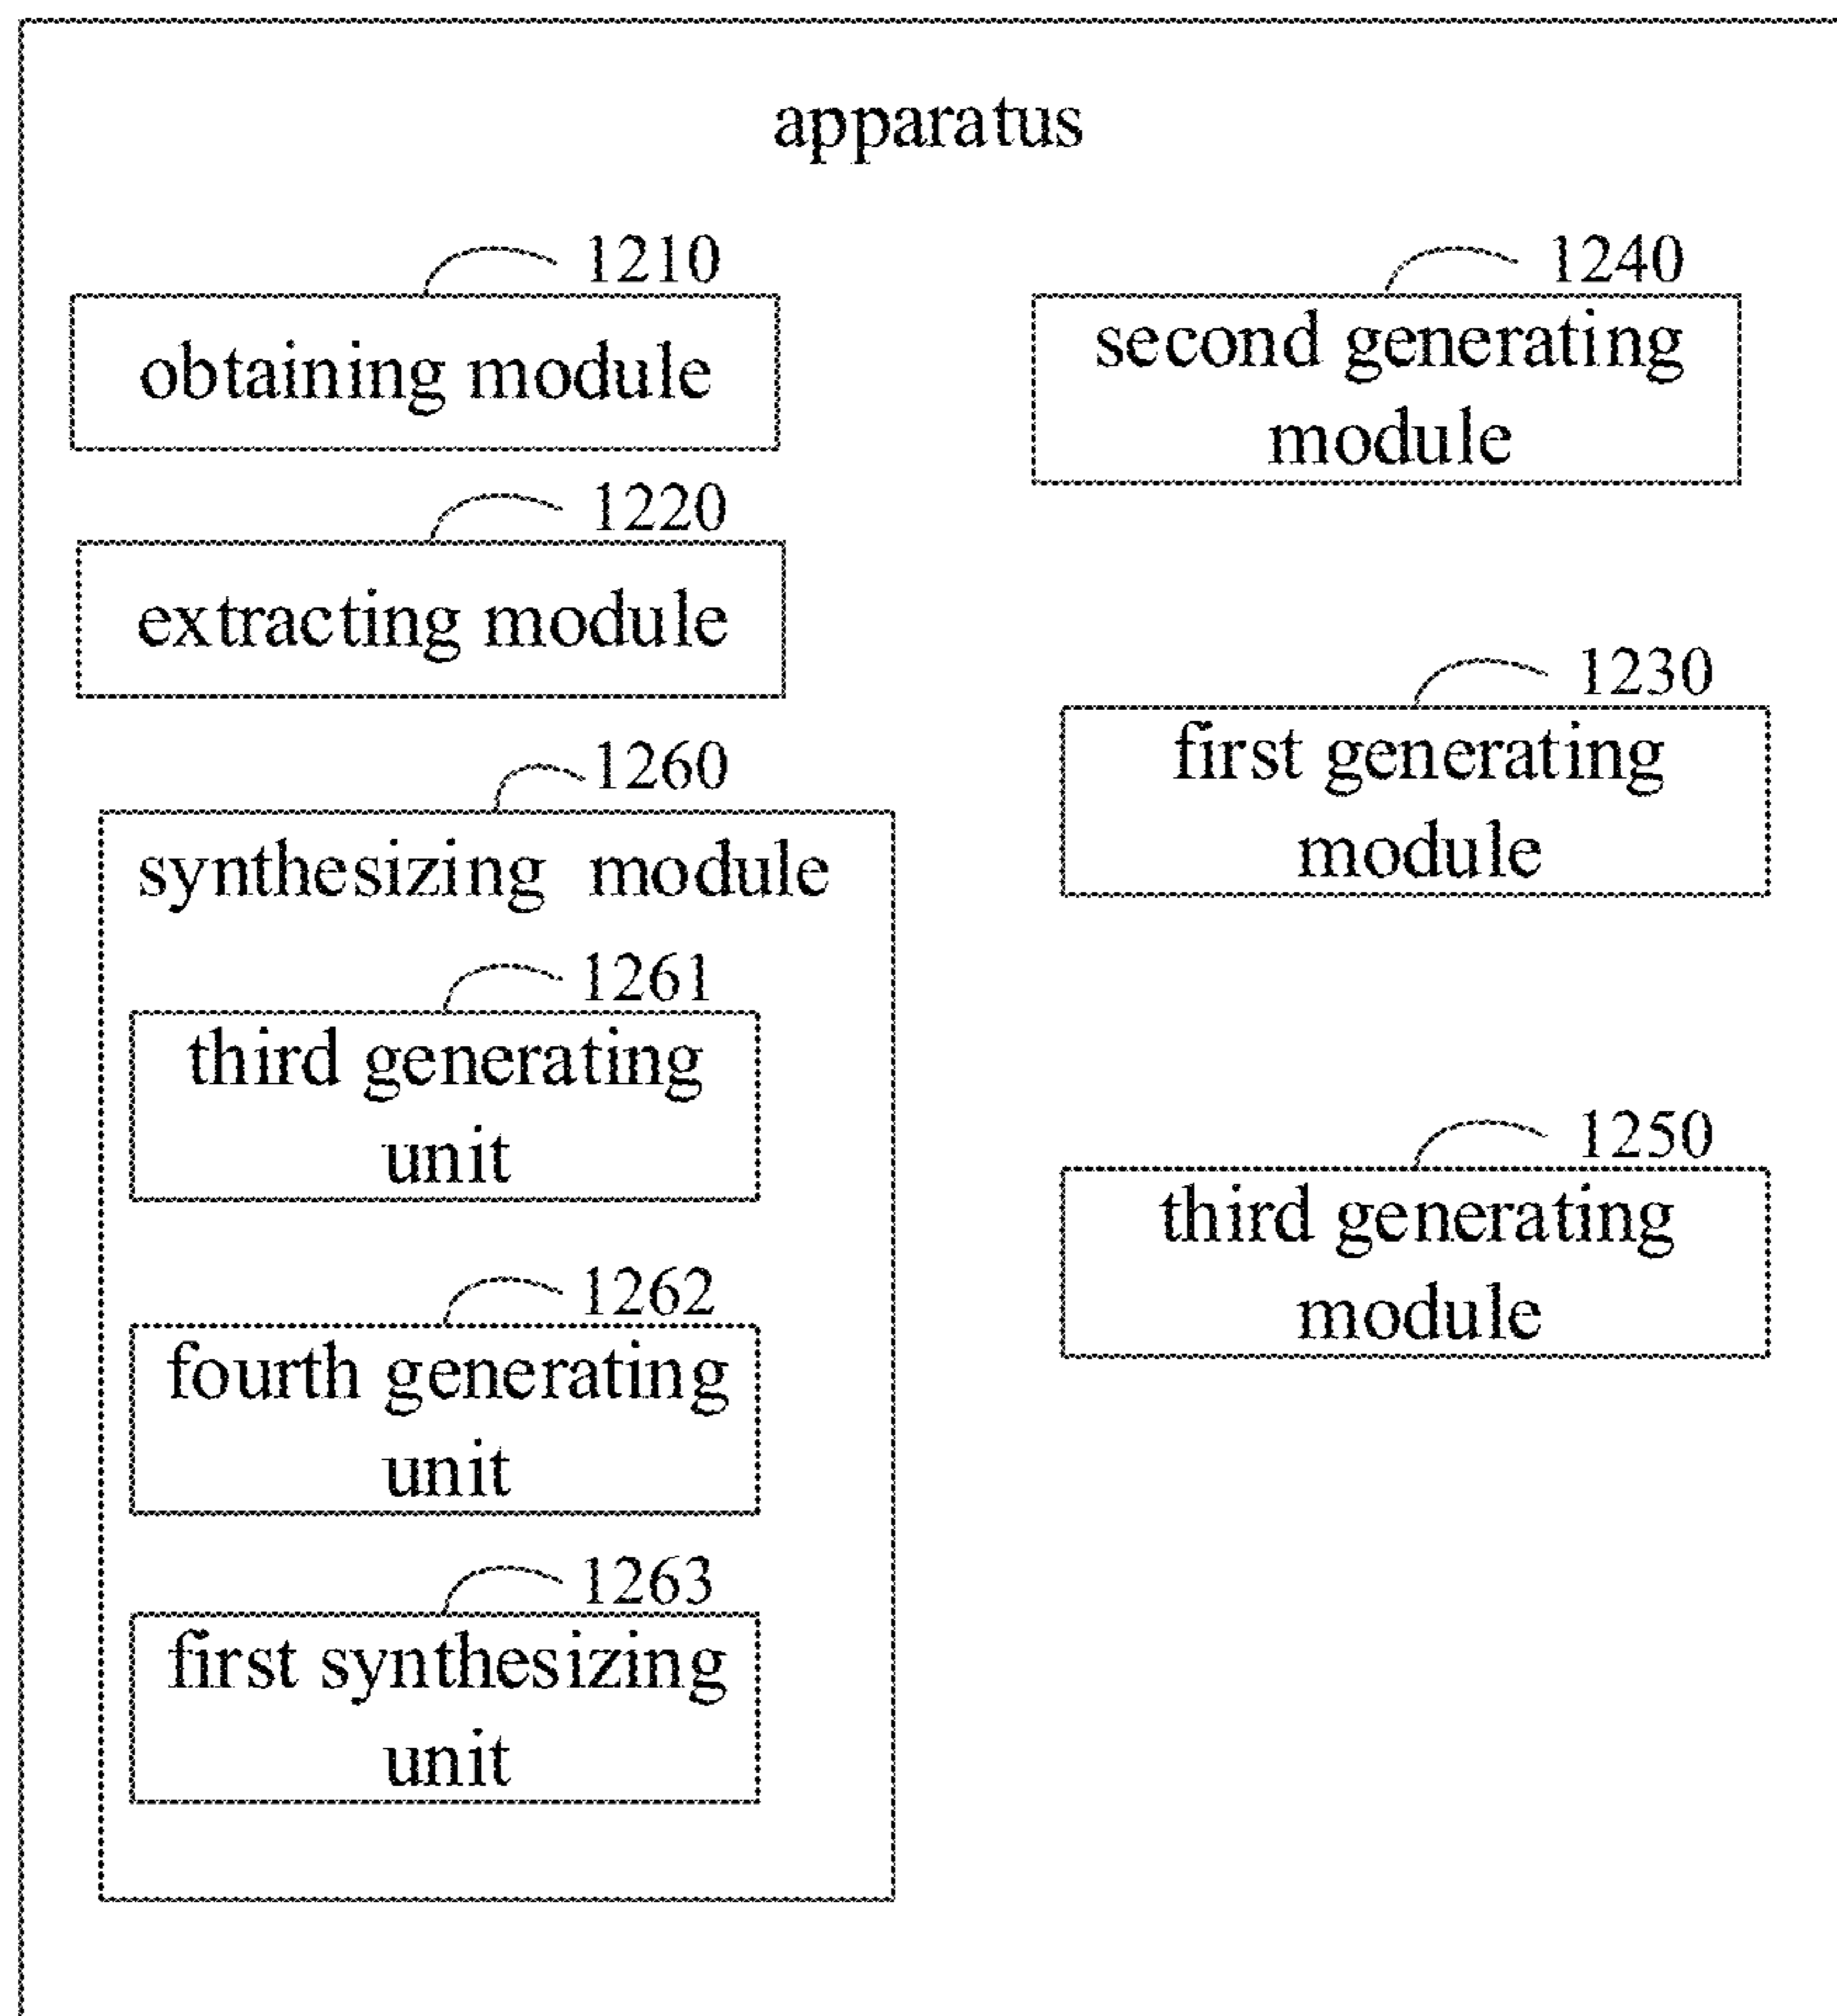 apparatus
1210
obtaining module
1220
extracting module
1260
synthesizing module
1261
third generating
unit
1262
fourth generating
unit
1263
first synthesizing
unit
1240
second generating
module
1230
first generating
module
1250
third generating
module